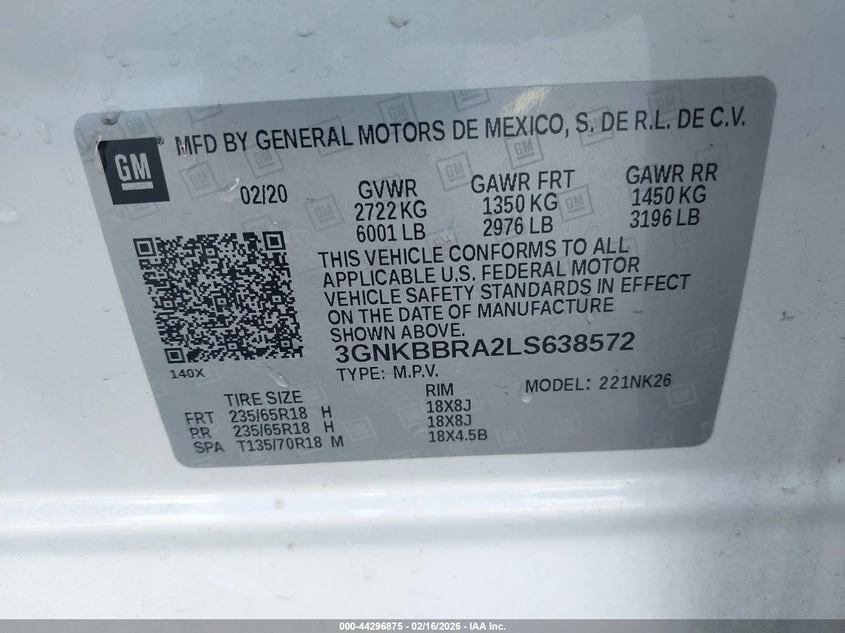 GM
MFD BY GENERAL MOTORS DE MEXICO, S. DE R.L. DE C.V.
02/20
GVWR
2722 KG
6001 LB
GAWR FRT
1350 KG
2976 LB
GAWR RR
1450 KG
3196 LB
THIS VEHICLE CONFORMS TO ALL
APPLICABLE U.S. FEDERAL MOTOR
VEHICLE SAFETY STANDARDS IN EFFECT
ON THE DATE OF MANUFACTURE
SHOWN ABOVE.
3GNKBBRA2LS638572
140X
TYPE: M.P.V.
MODEL: 221NK26
TIRE SIZE RIM
FRT 235/65R18 H 18X8J
RR 235/65R18 H 18X8J
SPA T135/70R18 M 18X4.5B
000-44296875 - 02/16/2026 - IAA Inc.